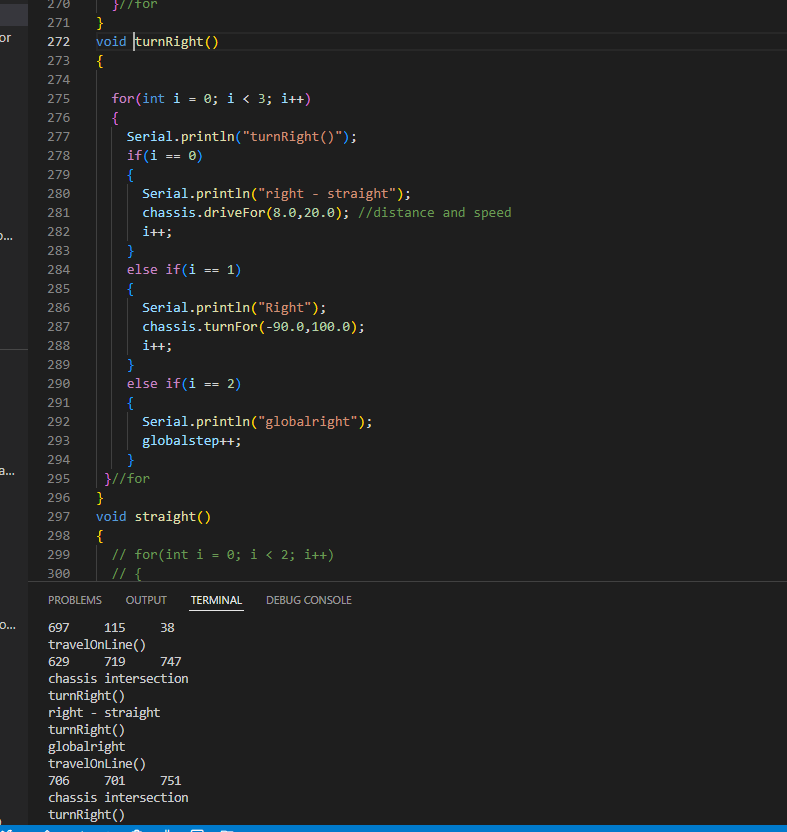 270 }//for
271 }
or
272 void turnRight()
273 {
274
275 for(int i = 0; i < 3; i++)
276 {
277 Serial.println("turnRight()");
278 if(i == 0)
279 {
280 Serial.println("right - straight");
281 chassis.driveFor(8.0,20.0); //distance and speed
282 i++;
283 }
284 else if(i == 1)
285 {
286 Serial.println("Right");
287 chassis.turnFor(-90.0,100.0);
288 i++;
289 }
290 else if(i == 2)
291 {
292 Serial.println("globalright");
293 globalstep++;
294 }
295 }//for
296 }
297 void straight()
298 {
299 // for(int i = 0; i < 2; i++)
300 // {
PROBLEMS OUTPUT TERMINAL DEBUG CONSOLE
697 115 38
travelOnLine()
629 719 747
chassis intersection
turnRight()
right - straight
turnRight()
globalright
travelOnLine()
706 701 751
chassis intersection
turnRight()